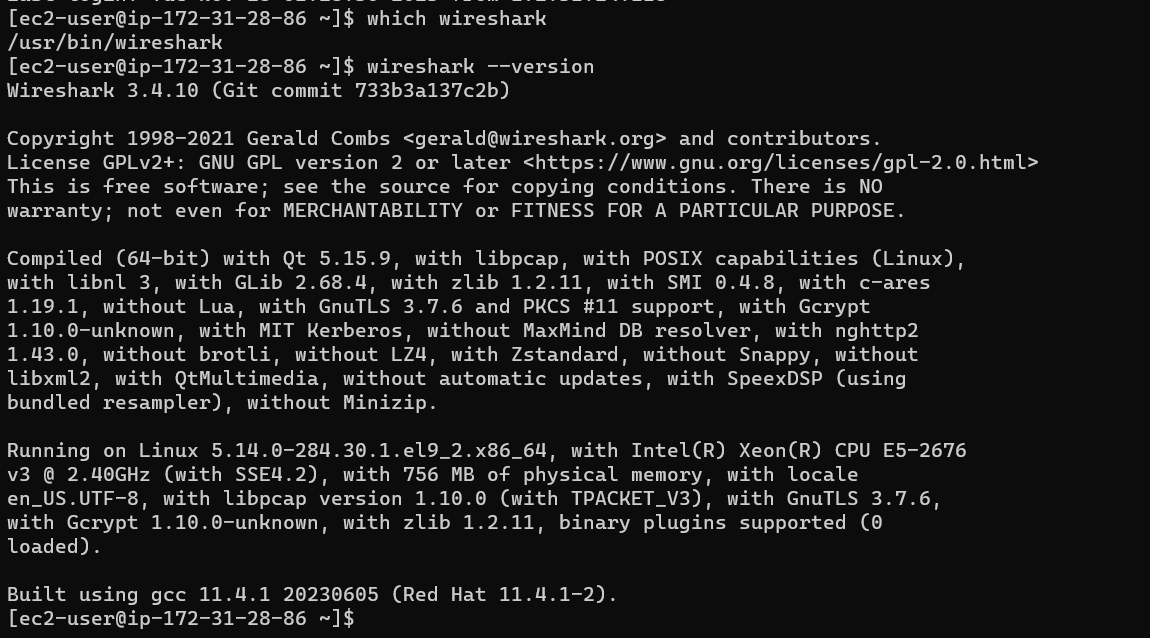 [ec2-user@ip-172-31-28-86 ~]$ which wireshark
/usr/bin/wireshark
[ec2-user@ip-172-31-28-86 ~]$ wireshark --version
Wireshark 3.4.10 (Git commit 733b3a137c2b)

Copyright 1998-2021 Gerald Combs <gerald@wireshark.org> and contributors.
License GPLv2+: GNU GPL version 2 or later <https://www.gnu.org/licenses/gpl-2.0.html>
This is free software; see the source for copying conditions. There is NO
warranty; not even for MERCHANTABILITY or FITNESS FOR A PARTICULAR PURPOSE.

Compiled (64-bit) with Qt 5.15.9, with libpcap, with POSIX capabilities (Linux),
with libnl 3, with GLib 2.68.4, with zlib 1.2.11, with SMI 0.4.8, with c-ares
1.19.1, without Lua, with GnuTLS 3.7.6 and PKCS #11 support, with Gcrypt
1.10.0-unknown, with MIT Kerberos, without MaxMind DB resolver, with nghttp2
1.43.0, without brotli, without LZ4, with Zstandard, without Snappy, without
libxml2, with QtMultimedia, without automatic updates, with SpeexDSP (using
bundled resampler), without Minizip.

Running on Linux 5.14.0-284.30.1.el9_2.x86_64, with Intel(R) Xeon(R) CPU E5-2676
v3 @ 2.40GHz (with SSE4.2), with 756 MB of physical memory, with locale
en_US.UTF-8, with libpcap version 1.10.0 (with TPACKET_V3), with GnuTLS 3.7.6,
with Gcrypt 1.10.0-unknown, with zlib 1.2.11, binary plugins supported (0
loaded).

Built using gcc 11.4.1 20230605 (Red Hat 11.4.1-2).
[ec2-user@ip-172-31-28-86 ~]$